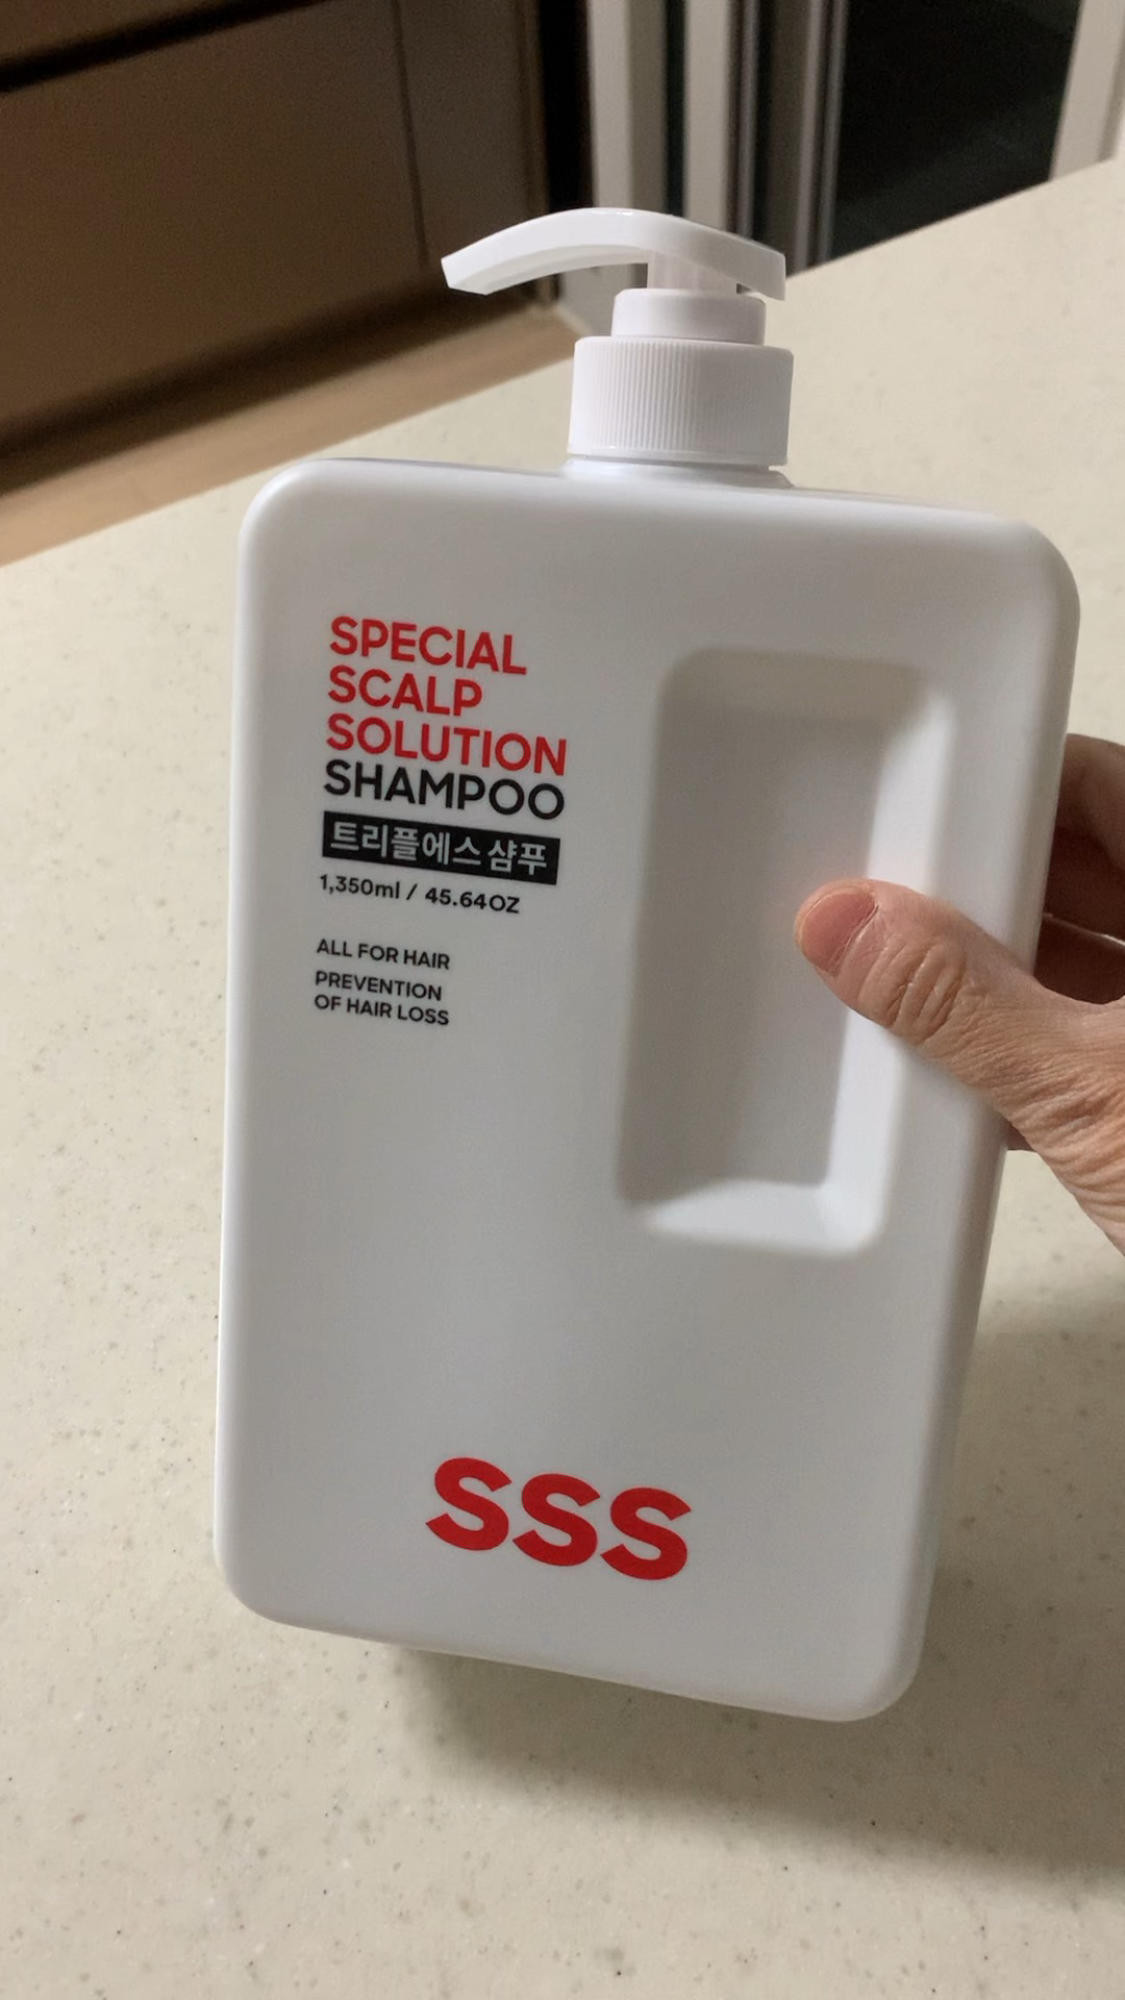 SPECIAL
SCALP
SOLUTION
SHAMPOO
트리플에스 샴푸
1,350ml / 45.64OZ
ALL FOR HAIR
PREVENTION
OF HAIR LOSS
SSS